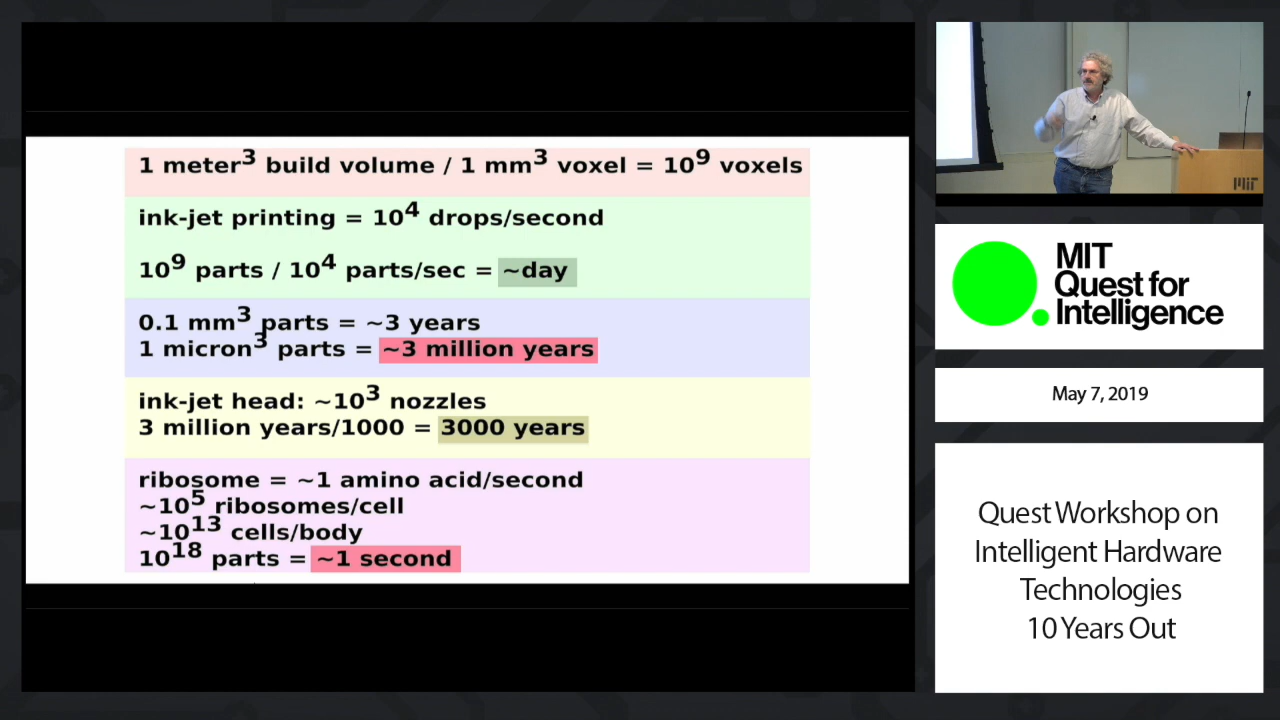 1 meter³ build volume / 1 mm³ voxel = 10⁹ voxels
ink-jet printing = 10⁴ drops/second
10⁹ parts / 10⁴ parts/sec = ~day
0.1 mm³ parts = ~3 years
1 micron³ parts = ~3 million years
ink-jet head: ~10³ nozzles
3 million years/1000 = 3000 years
ribosome = ~1 amino acid/second
~10⁵ ribosomes/cell
~10¹³ cells/body
10¹⁸ parts = ~1 second
MIT
MIT
Quest for
Intelligence
May 7, 2019
Quest Workshop on
Intelligent Hardware
Technologies
10 Years Out